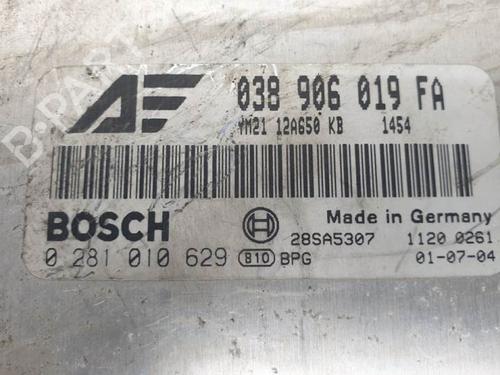 B-PARTS
AE 038 906 019 FA
YM21 12A650 KB 1454
BOSCH Made in Germany
28SA5307 1120 0261
0 281 010 629 B10 BPG 01-07-04